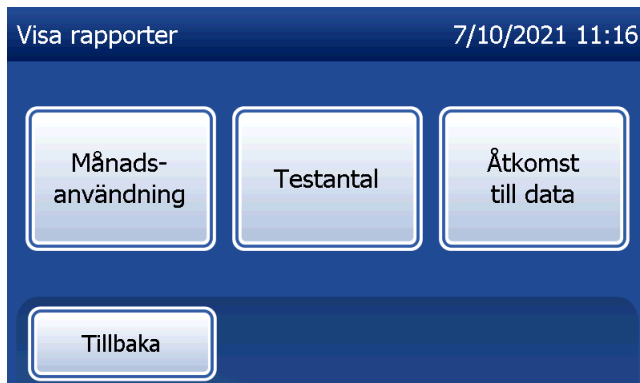 Visa rapporter 7/10/2021 11:16
Månads-
användning
Testantal
Åtkomst
till data
Tillbaka